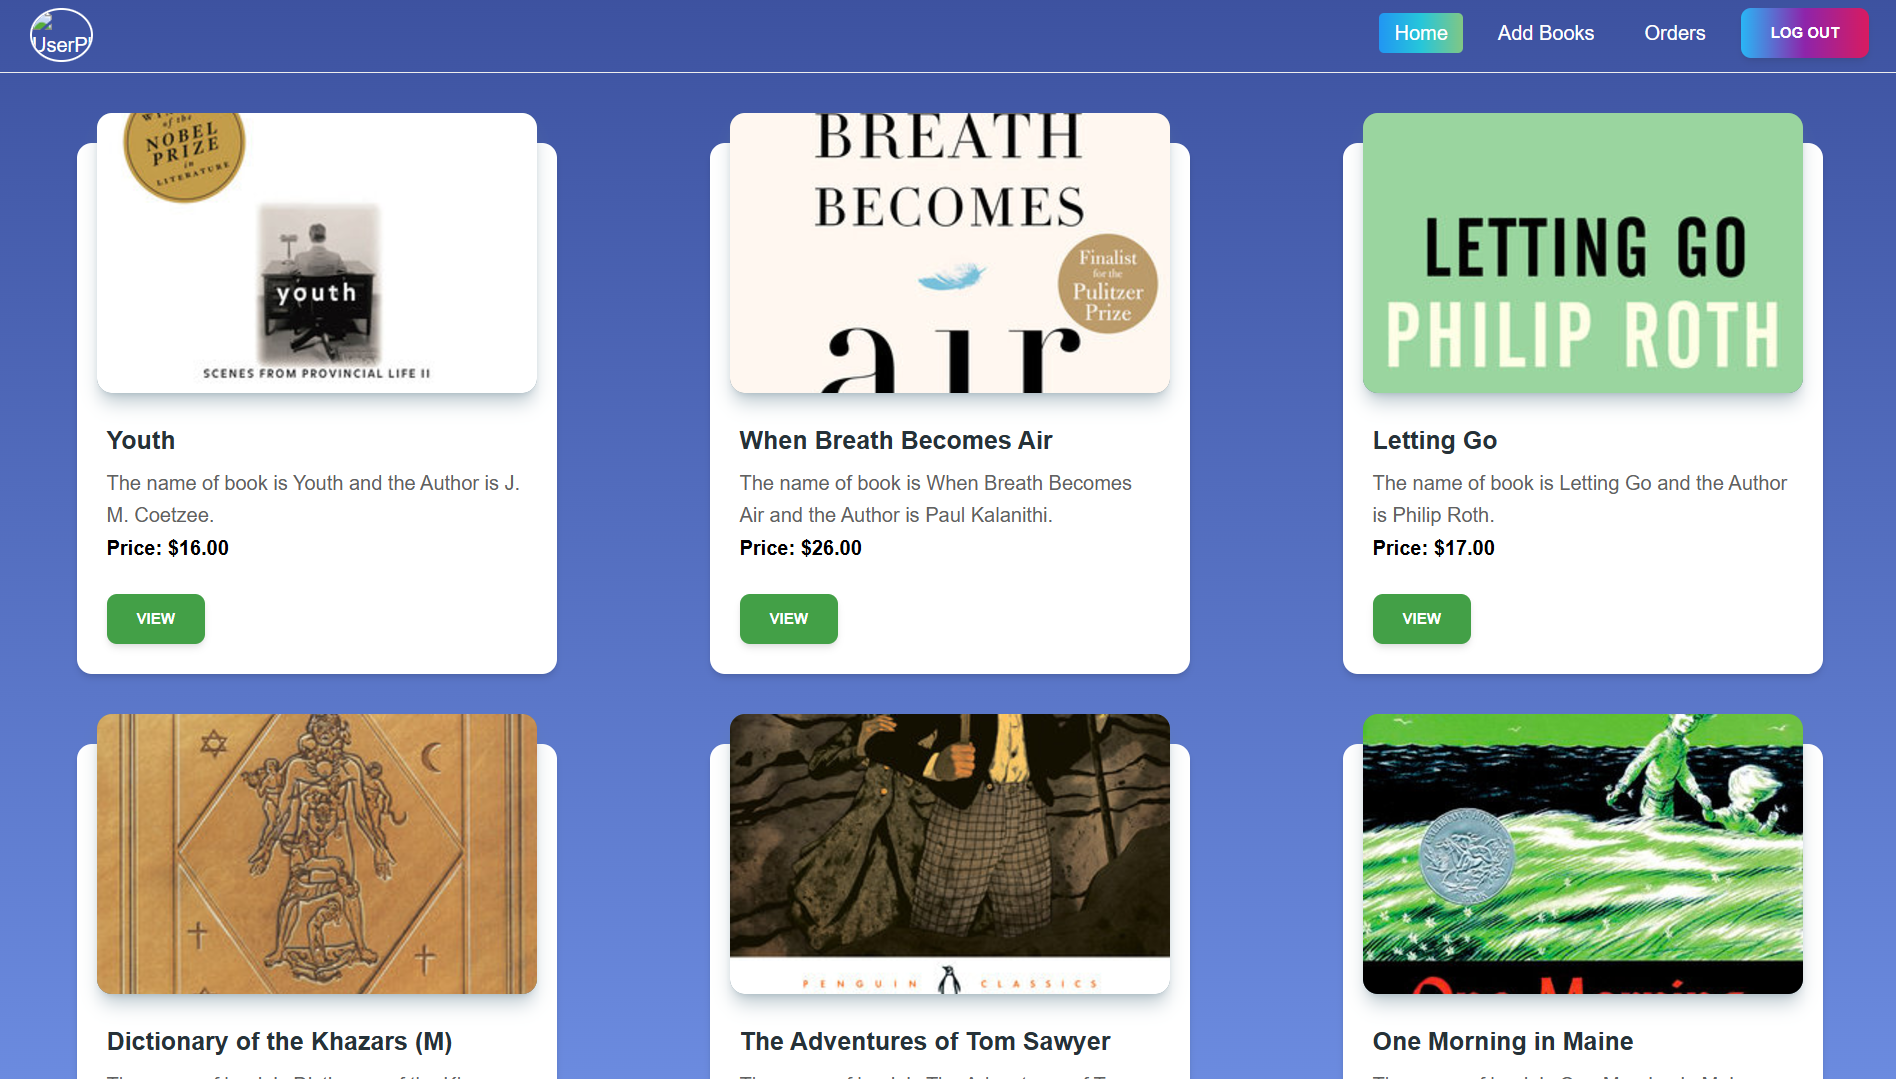 UserP
Home
Add Books
Orders
LOG OUT
of the
NOBEL
PRIZE
in
LITERATURE
youth
SCENES FROM PROVINCIAL LIFE II
BREATH
BECOMES
Finalist
for the
Pulitzer
Prize
air
LETTING GO
PHILIP ROTH
Youth
The name of book is Youth and the Author is J.
M. Coetzee.
Price: $16.00
VIEW
When Breath Becomes Air
The name of book is When Breath Becomes
Air and the Author is Paul Kalanithi.
Price: $26.00
VIEW
Letting Go
The name of book is Letting Go and the Author
is Philip Roth.
Price: $17.00
VIEW
PENGUIN CLASSICS
One Morning
Dictionary of the Khazars (M)
The Adventures of Tom Sawyer
One Morning in Maine